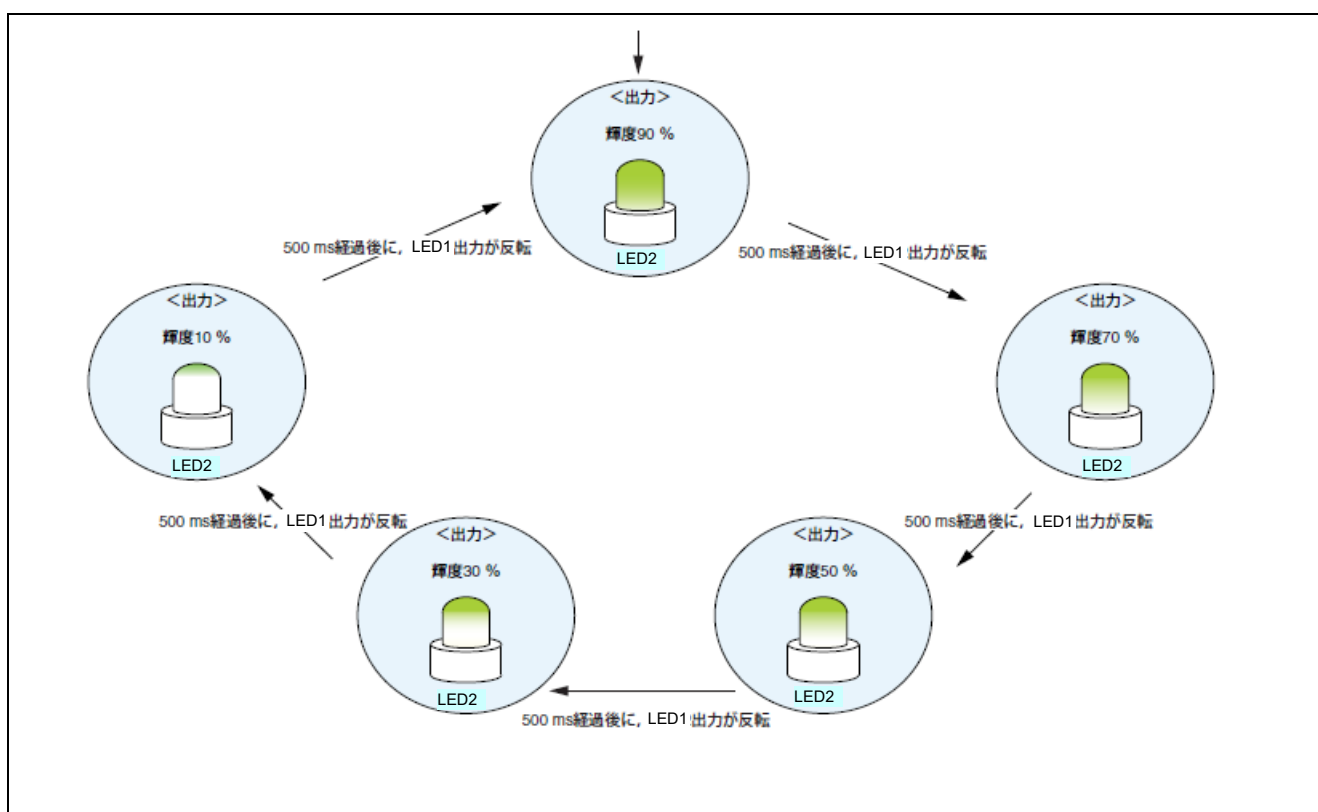 <出力>
輝度90 %
LED2
500 ms経過後に, LED1出力が反転
<出力>
輝度70 %
LED2
500 ms経過後に, LED1出力が反転
<出力>
輝度50 %
LED2
500 ms経過後に, LED1出力が反転
<出力>
輝度30 %
LED2
500 ms経過後に, LED1出力が反転
<出力>
輝度10 %
LED2
500 ms経過後に, LED1出力が反転